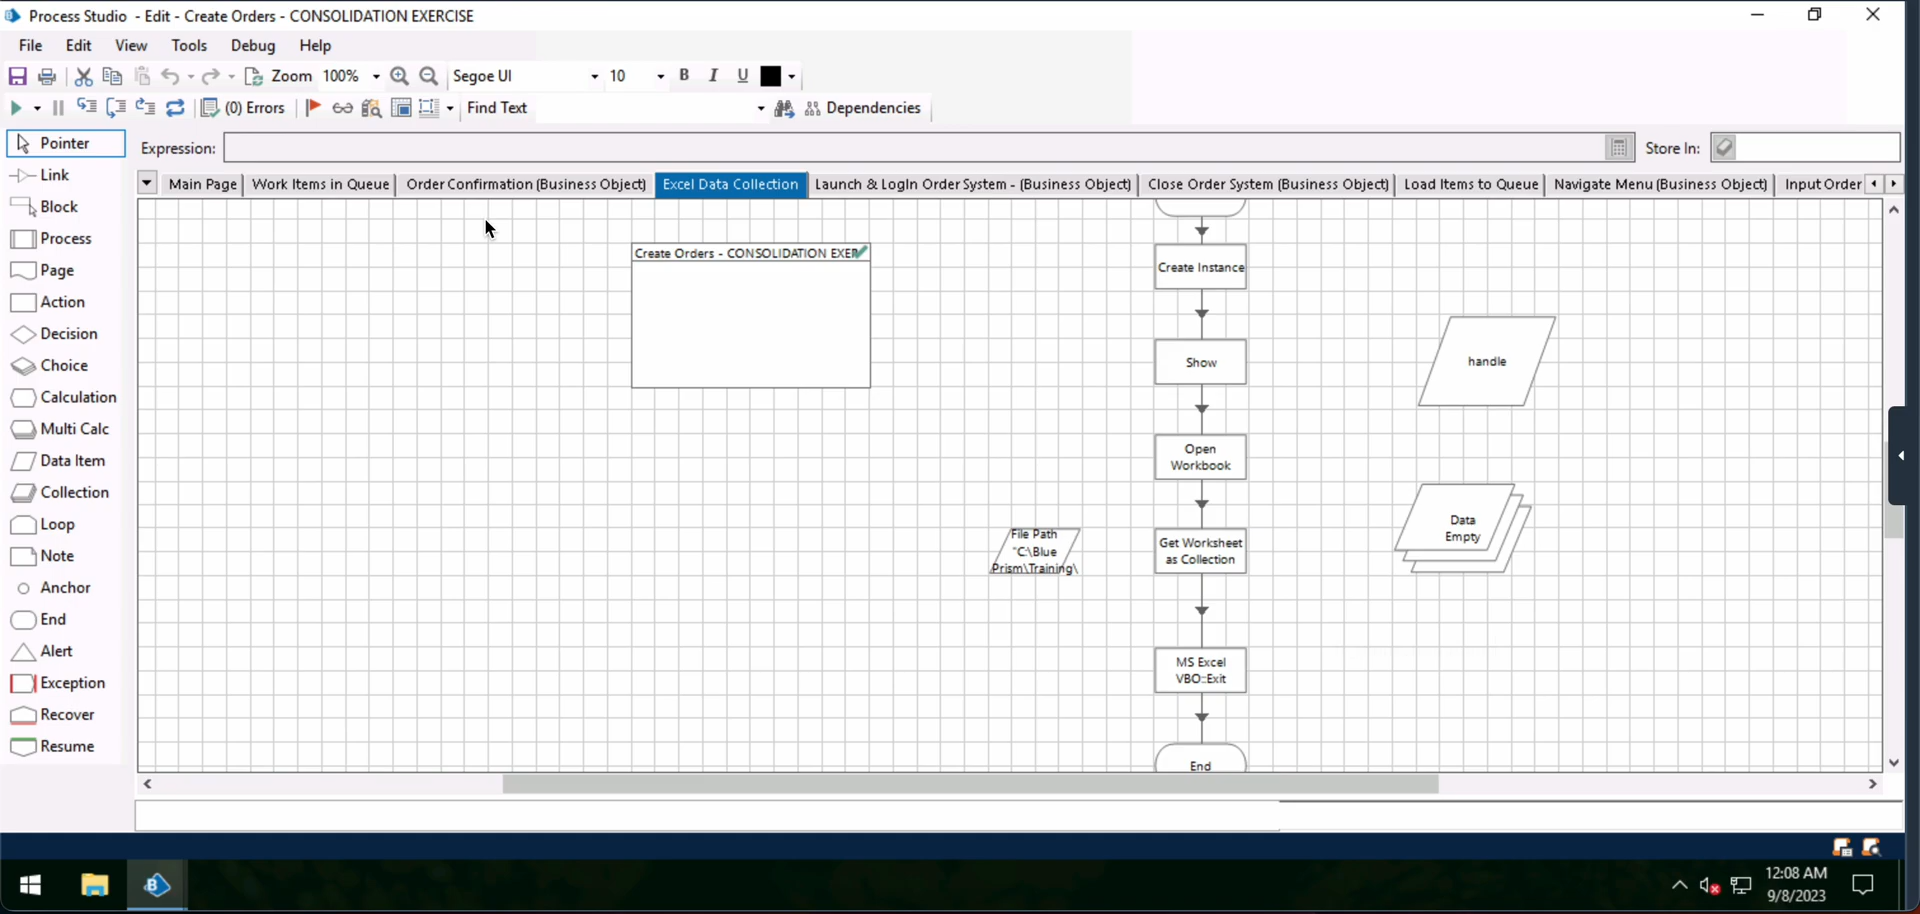 Process Studio - Edit - Create Orders - CONSOLIDATION EXERCISE
File Edit View Tools Debug Help
Zoom 100% Segoe UI 10 B I U
(0) Errors Find Text Dependencies
Pointer
Expression: Store In:
Link
Main Page Work Items in Queue Order Confirmation (Business Object) Excel Data Collection Launch & LogIn Order System - (Business Object) Close Order System (Business Object) Load Items to Queue Navigate Menu (Business Object) Input Order
Block
Process
Page
Action
Decision
Choice
Calculation
Multi Calc
Data Item
Collection
Loop
Note
Anchor
End
Alert
Exception
Recover
Resume
Create Orders - CONSOLIDATION EXER
Create Instance
Show
handle
Open
Workbook
Data
Empty
File Path
"C:\Blue
Prism\Training\
Get Worksheet
as Collection
MS Excel
VBO::Exit
End
12:08 AM
9/8/2023